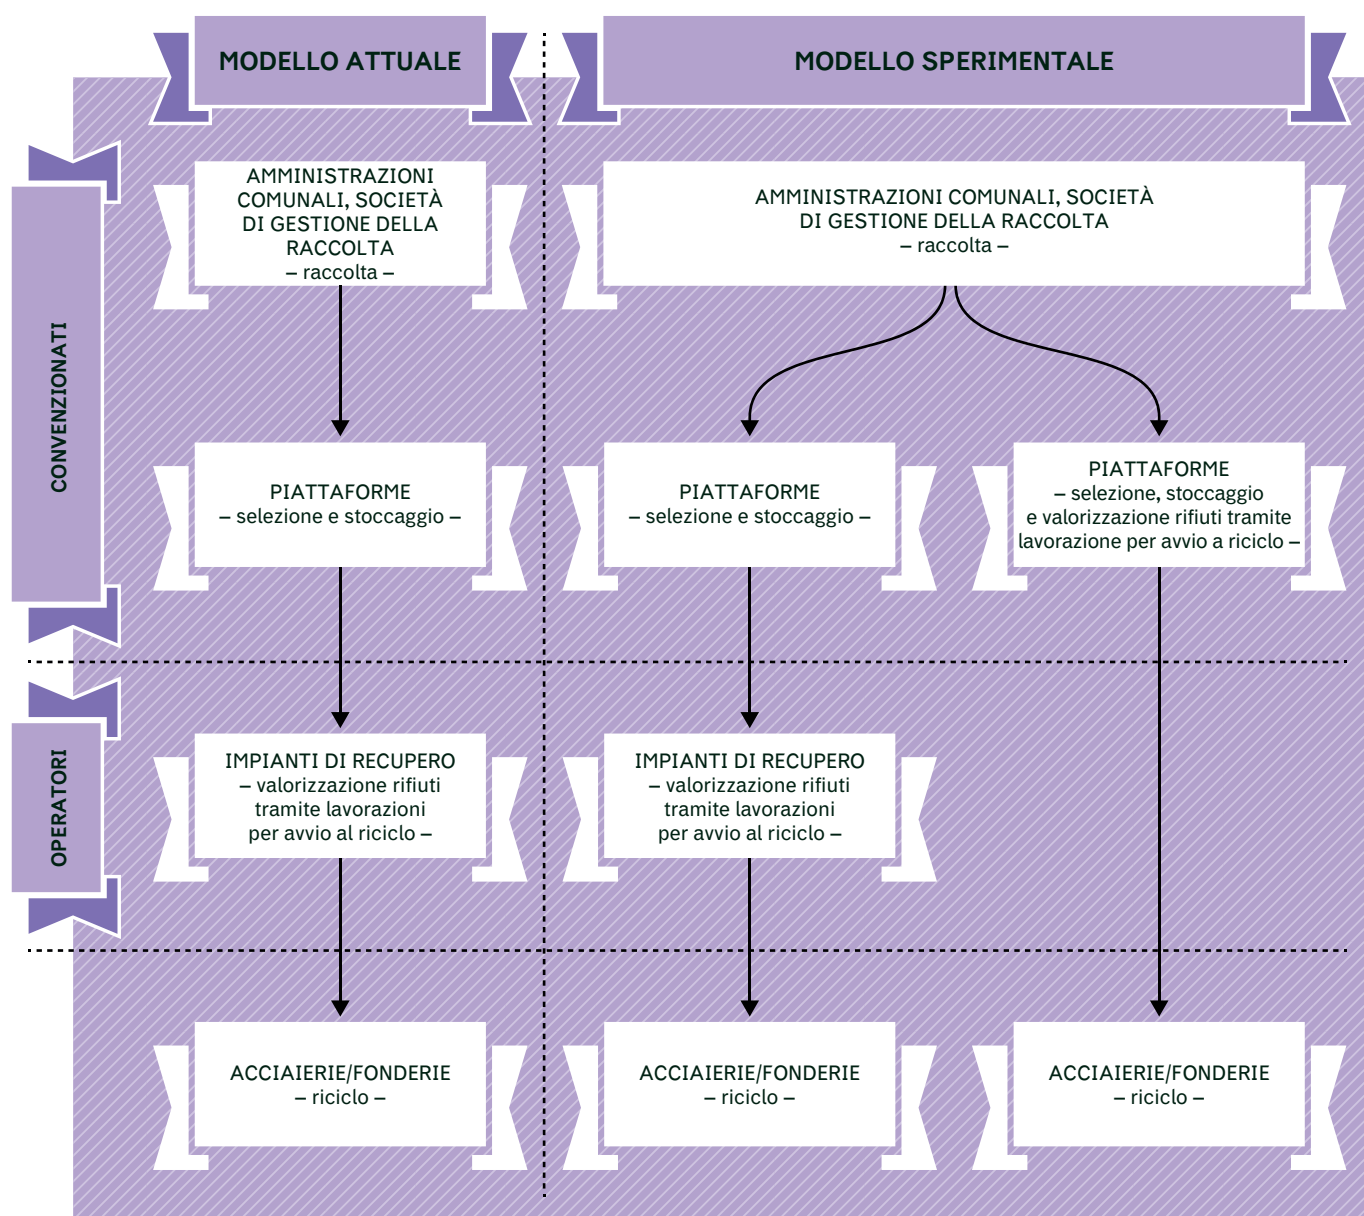 MODELLO ATTUALE
MODELLO SPERIMENTALE
CONVENZIONATI
AMMINISTRAZIONI
COMUNALI, SOCIETÀ
DI GESTIONE DELLA
RACCOLTA
– raccolta –
AMMINISTRAZIONI COMUNALI, SOCIETÀ
DI GESTIONE DELLA RACCOLTA
– raccolta –
PIATTAFORME
– selezione e stoccaggio –
PIATTAFORME
– selezione e stoccaggio –
PIATTAFORME
– selezione, stoccaggio
e valorizzazione rifiuti tramite
lavorazione per avvio a riciclo –
OPERATORI
IMPIANTI DI RECUPERO
– valorizzazione rifiuti
tramite lavorazioni
per avvio al riciclo –
IMPIANTI DI RECUPERO
– valorizzazione rifiuti
tramite lavorazioni
per avvio al riciclo –
ACCIAIERIE/FONDERIE
– riciclo –
ACCIAIERIE/FONDERIE
– riciclo –
ACCIAIERIE/FONDERIE
– riciclo –